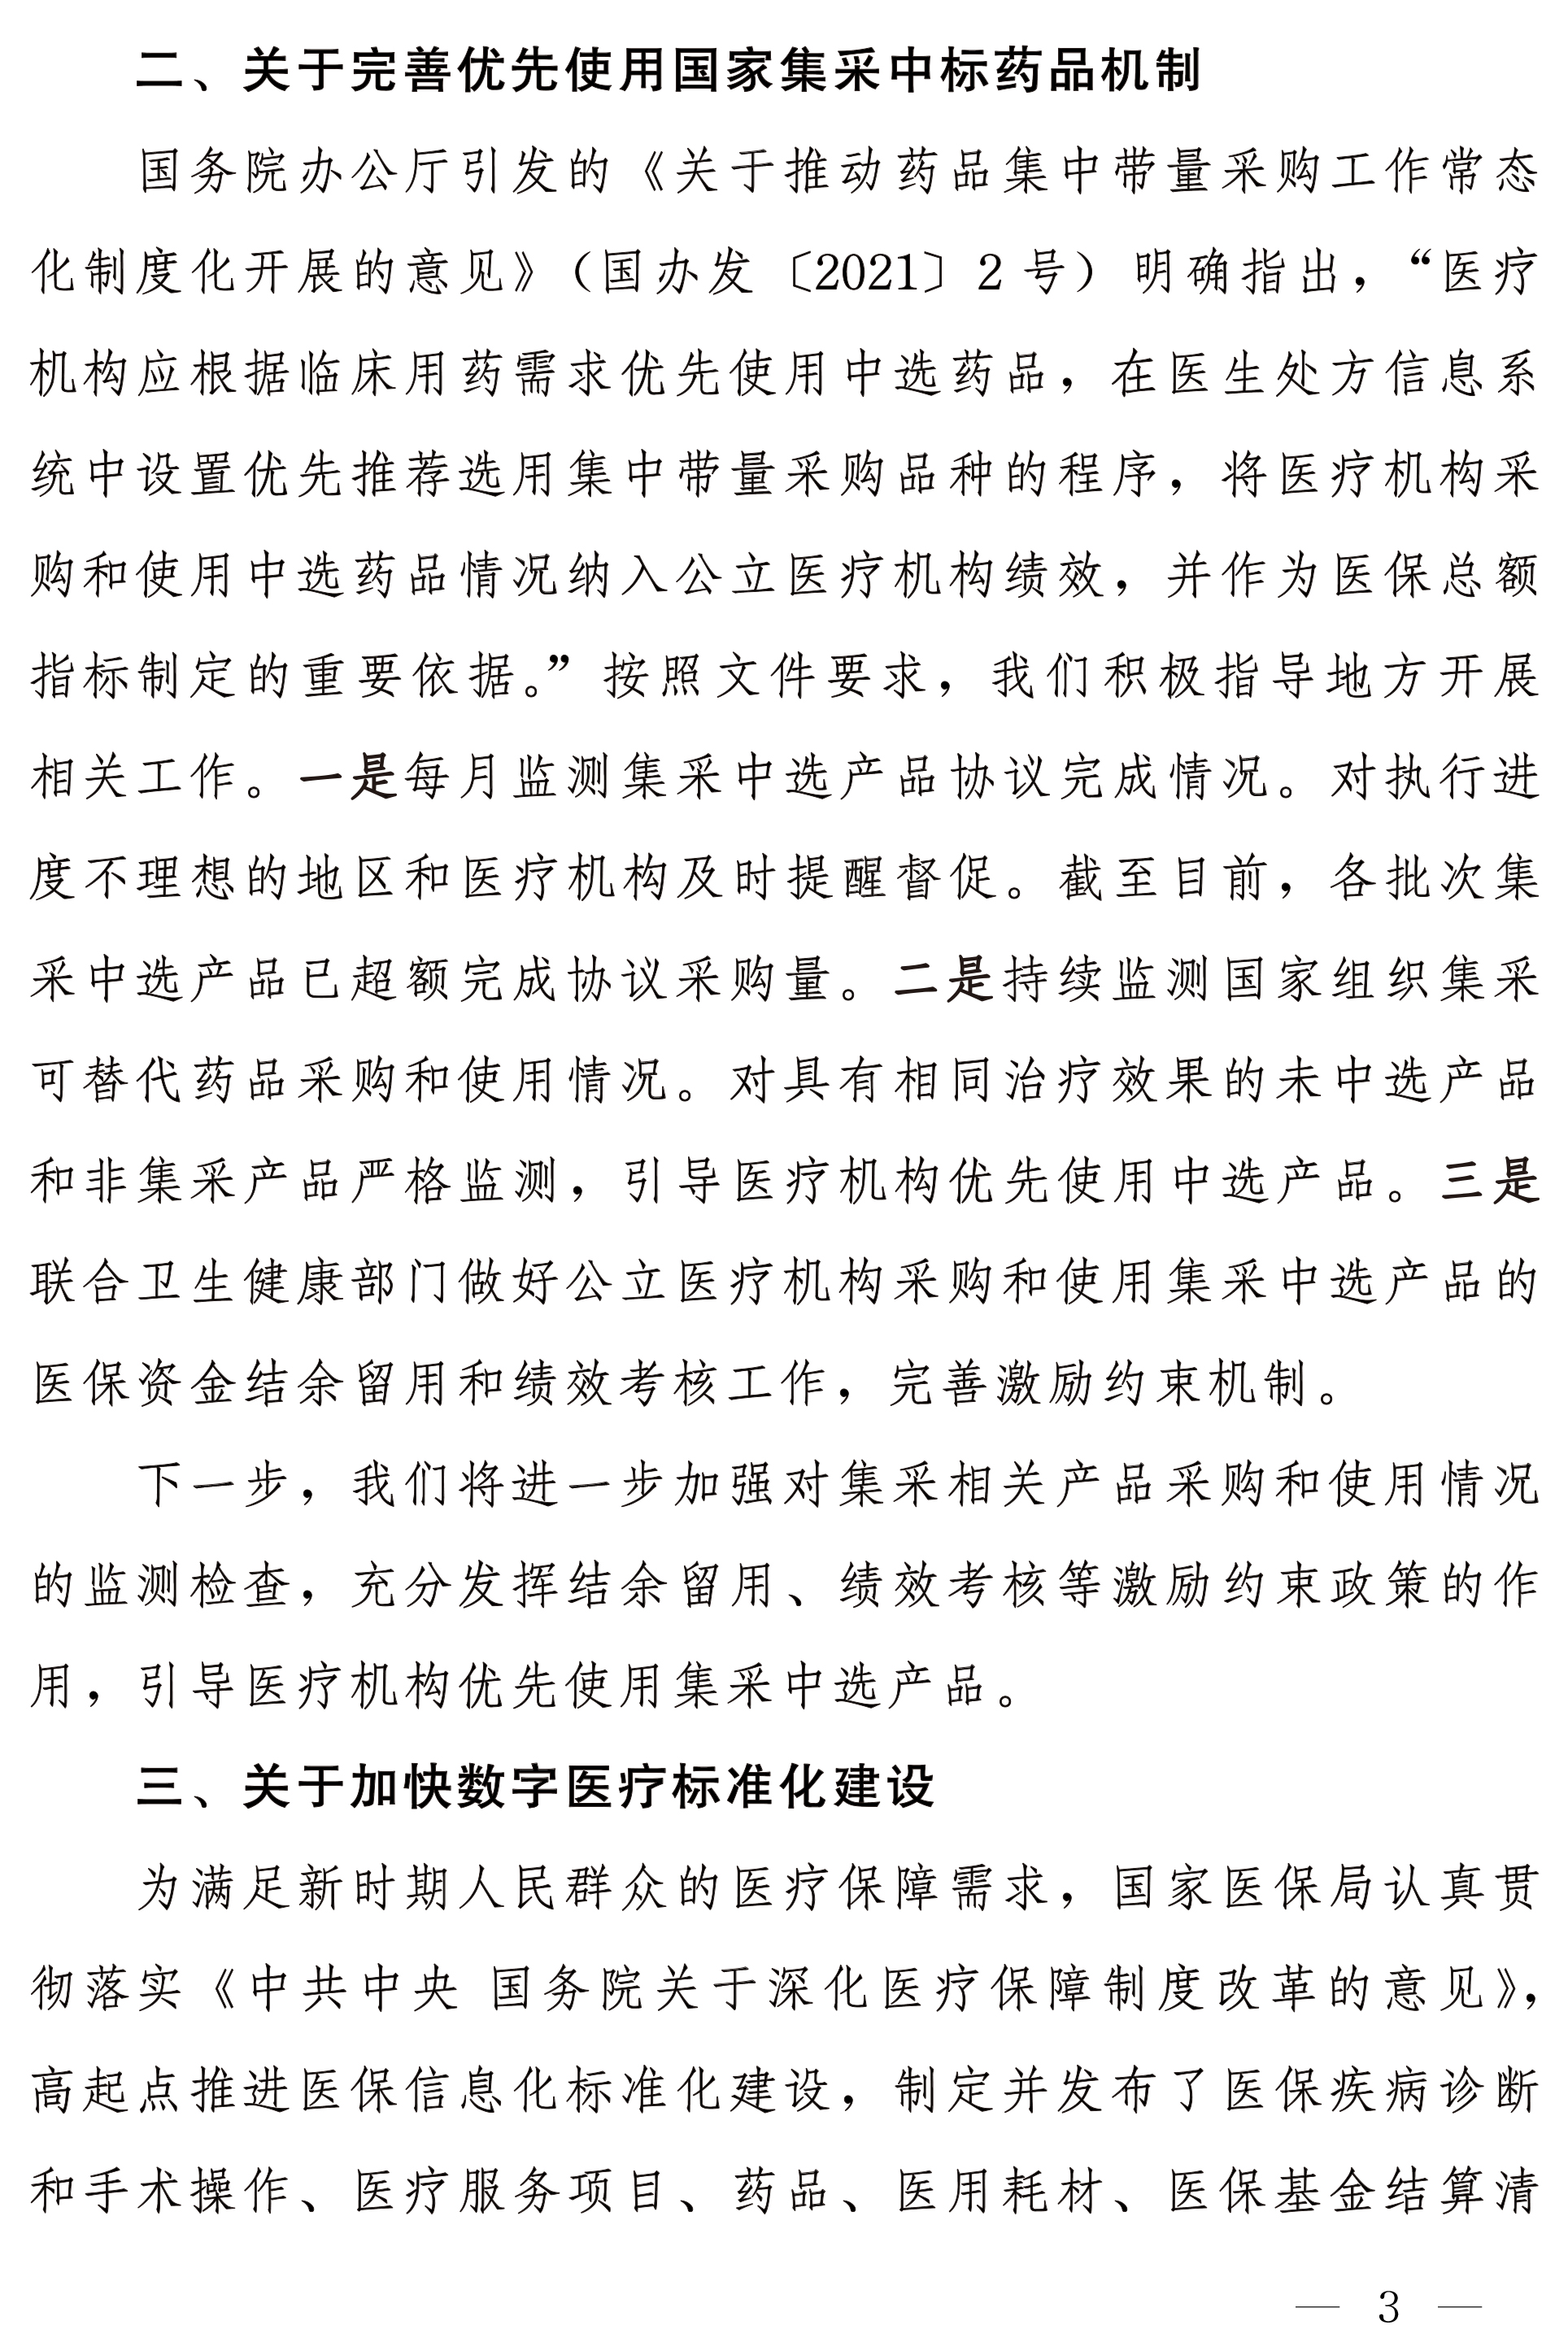 二、关于完善优先使用国家集采中标药品机制
国务院办公厅引发的《关于推动药品集中带量采购工作常态
化制度化开展的意见》（国办发〔2021〕2 号）明确指出，“医疗
机构应根据临床用药需求优先使用中选药品，在医生处方信息系
统中设置优先推荐选用集中带量采购品种的程序，将医疗机构采
购和使用中选药品情况纳入公立医疗机构绩效，并作为医保总额
指标制定的重要依据。”按照文件要求，我们积极指导地方开展
相关工作。一是每月监测集采中选产品协议完成情况。对执行进
度不理想的地区和医疗机构及时提醒督促。截至目前，各批次集
采中选产品已超额完成协议采购量。二是持续监测国家组织集采
可替代药品采购和使用情况。对具有相同治疗效果的未中选产品
和非集采产品严格监测，引导医疗机构优先使用中选产品。三是
联合卫生健康部门做好公立医疗机构采购和使用集采中选产品的
医保资金结余留用和绩效考核工作，完善激励约束机制。
下一步，我们将进一步加强对集采相关产品采购和使用情况
的监测检查，充分发挥结余留用、绩效考核等激励约束政策的作
用，引导医疗机构优先使用集采中选产品。
三、关于加快数字医疗标准化建设
为满足新时期人民群众的医疗保障需求，国家医保局认真贯
彻落实《中共中央 国务院关于深化医疗保障制度改革的意见》，
高起点推进医保信息化标准化建设，制定并发布了医保疾病诊断
和手术操作、医疗服务项目、药品、医用耗材、医保基金结算清
— 3 —